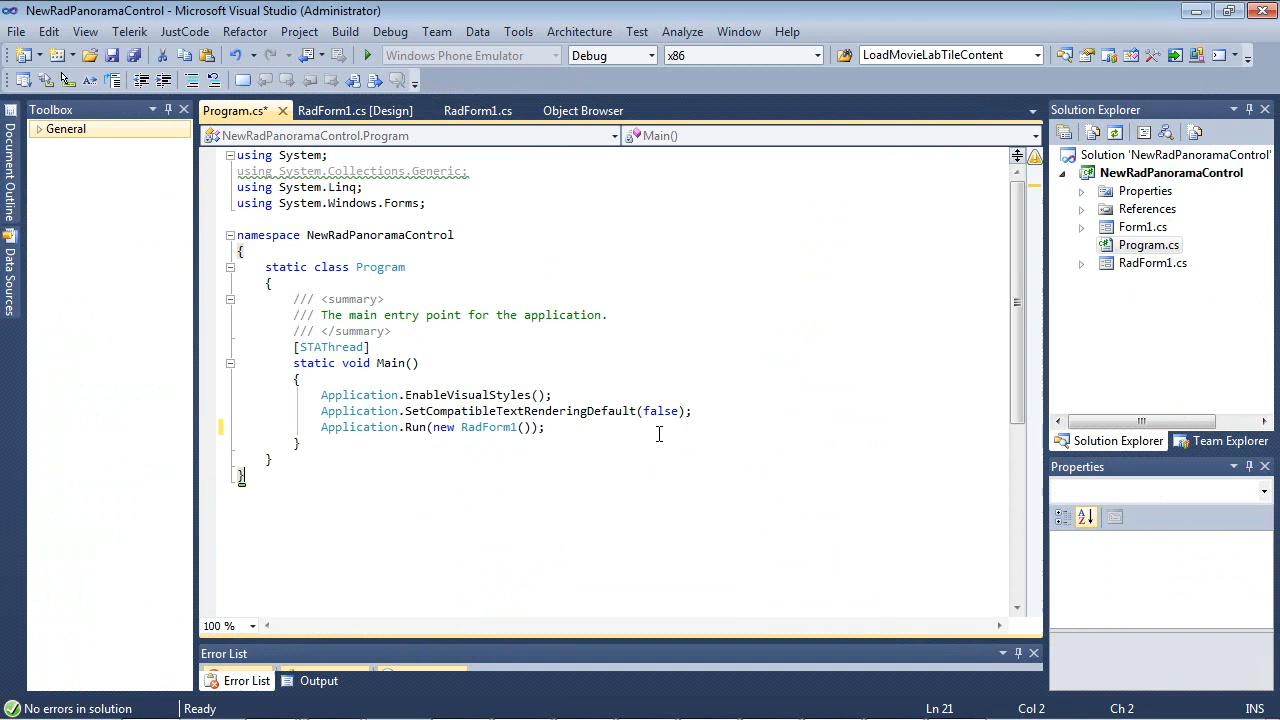 NewRadPanoramaControl - Microsoft Visual Studio (Administrator)
File Edit View Telerik JustCode Refactor Project Build Debug Team Data Tools Architecture Test Analyze Window Help
Windows Phone Emulator Debug x86 LoadMovieLabTileContent
Toolbox
General
Document Outline
Data Sources
Program.cs* RadForm1.cs [Design] RadForm1.cs Object Browser
NewRadPanoramaControl.Program Main()
using System;
using System.Collections.Generic;
using System.Linq;
using System.Windows.Forms;
namespace NewRadPanoramaControl
{
static class Program
{
/// <summary>
/// The main entry point for the application.
/// </summary>
[STAThread]
static void Main()
{
Application.EnableVisualStyles();
Application.SetCompatibleTextRenderingDefault(false);
Application.Run(new RadForm1());
}
}
}
100 %
Error List
Error List Output
Solution Explorer
Solution 'NewRadPanoramaControl'
NewRadPanoramaControl
Properties
References
Form1.cs
Program.cs
RadForm1.cs
Solution Explorer Team Explorer
Properties
No errors in solution Ready Ln 21 Col 2 Ch 2 INS